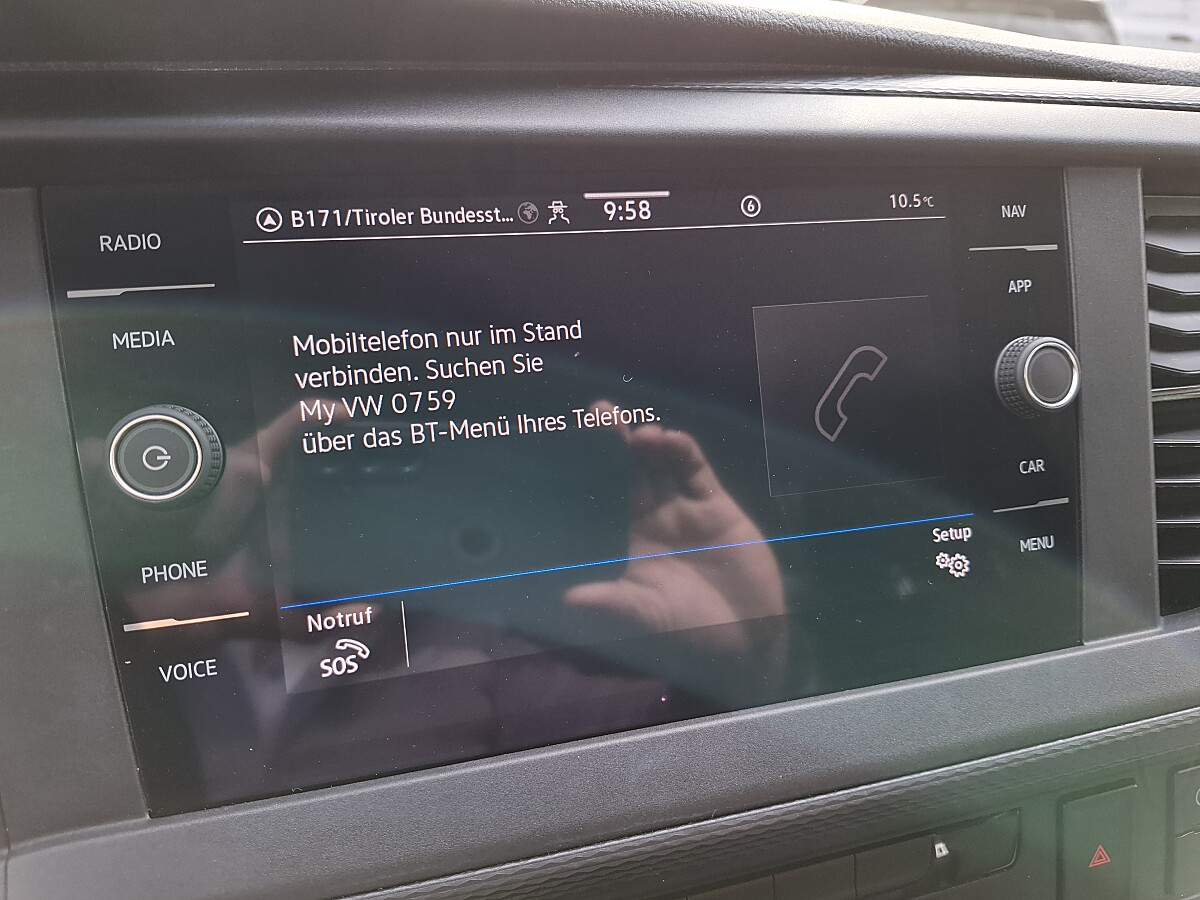 RADIO
MEDIA
PHONE
VOICE
B171/Tiroler Bundesst...
9:58
6
10.5°C
Mobiltelefon nur im Stand
verbinden. Suchen Sie
My VW 0759
über das BT-Menü Ihres Telefons.
Setup
Notruf
SOS
NAV
APP
CAR
MENU